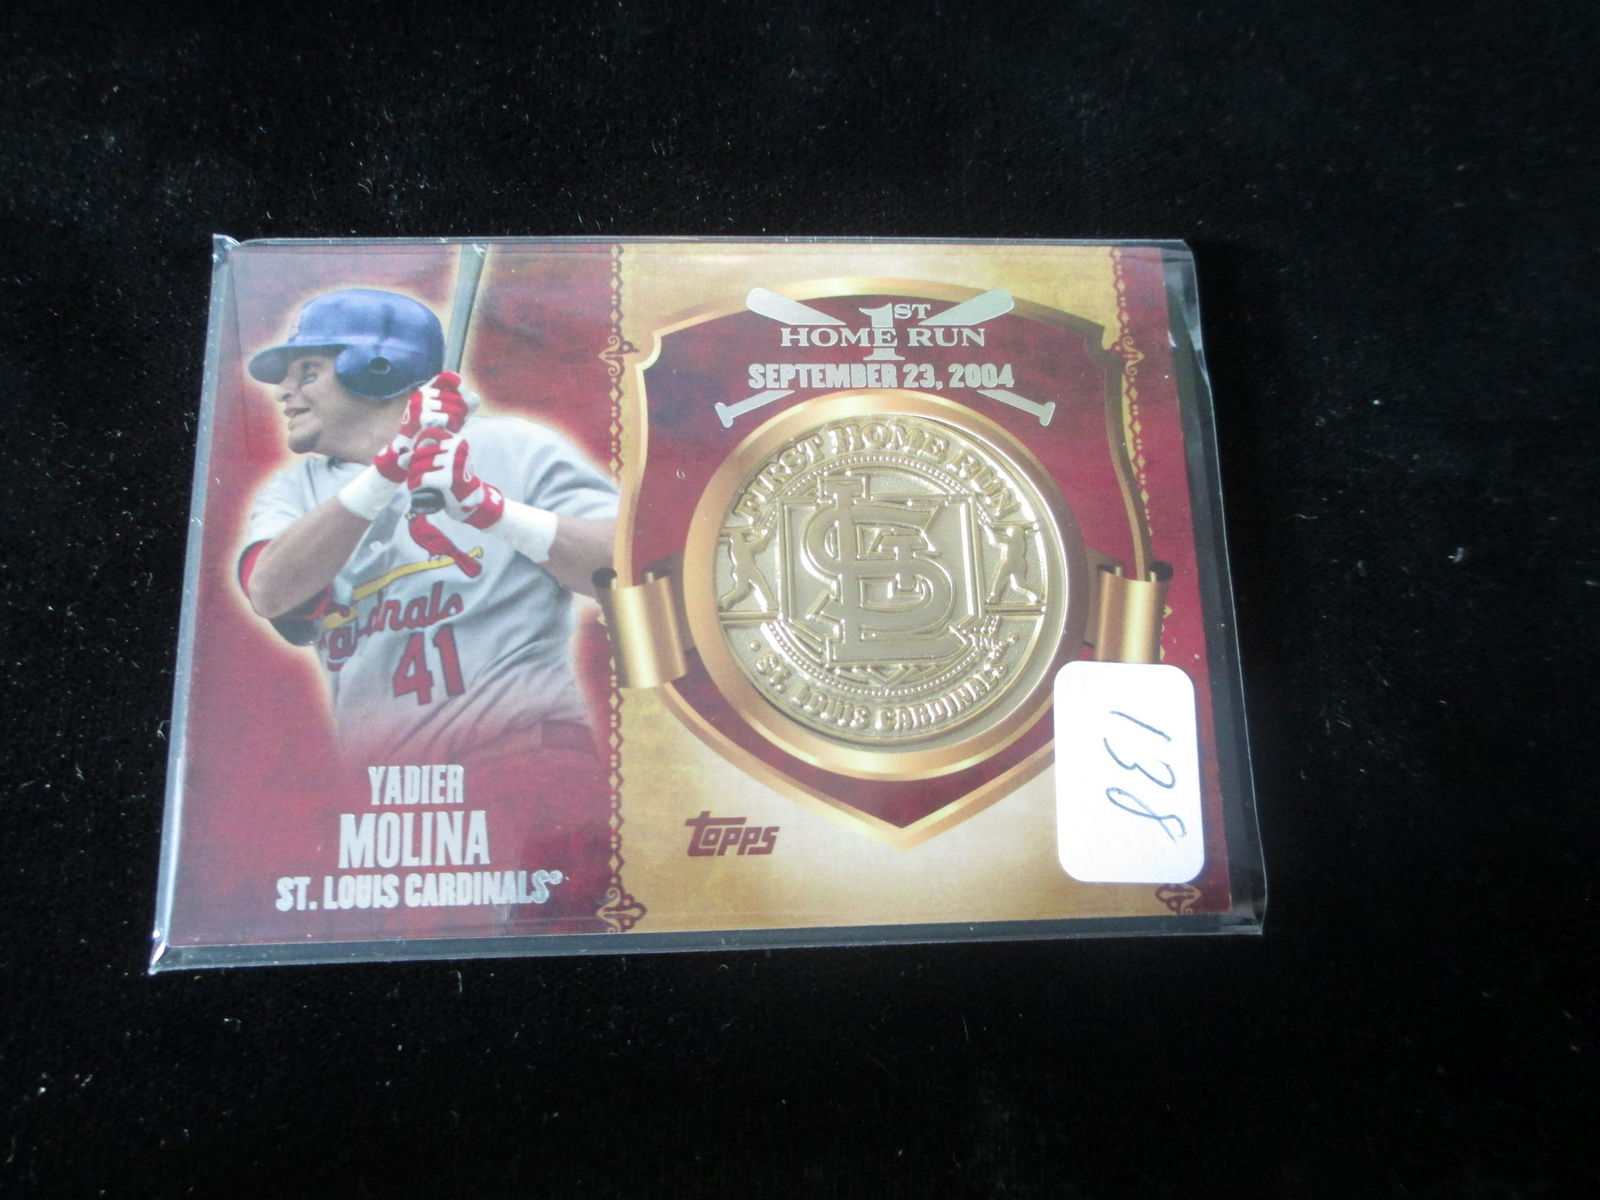 1ST
HOME RUN
SEPTEMBER 23, 2004
FIRST HOME RUN
STL
ST. LOUIS CARDINALS
Cardinals
41
YADIER
MOLINA
ST. LOUIS CARDINALS®
topps
138